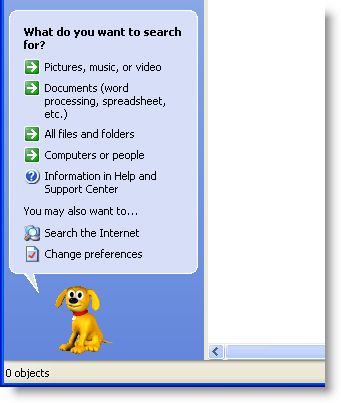 What do you want to search
for?
Pictures, music, or video
Documents (word
processing, spreadsheet,
etc.)
All files and folders
Computers or people
Information in Help and
Support Center
You may also want to...
Search the Internet
Change preferences
0 objects